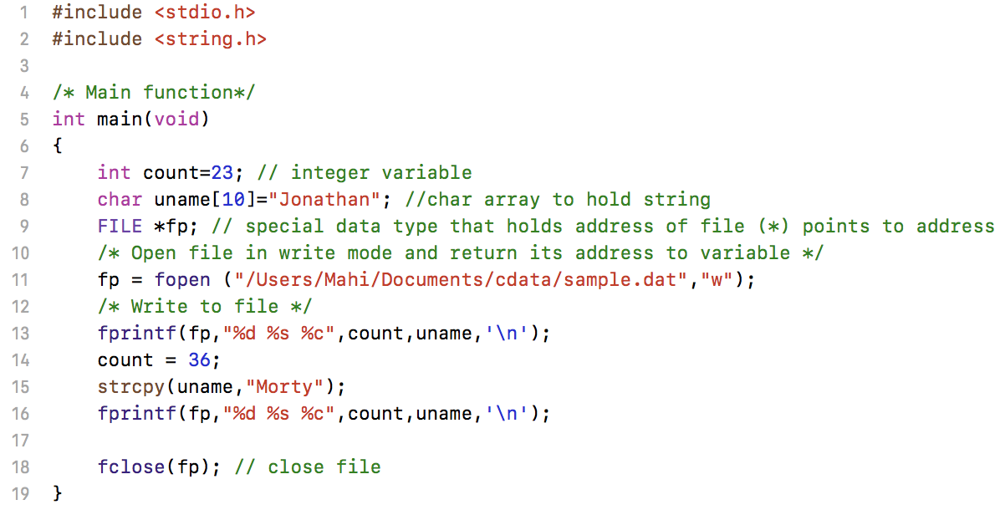 1 #include <stdio.h>
2 #include <string.h>
3
4 /* Main function*/
5 int main(void)
6 {
7 int count=23; // integer variable
8 char uname[10]="Jonathan"; //char array to hold string
9 FILE *fp; // special data type that holds address of file (*) points to address
10 /* Open file in write mode and return its address to variable */
11 fp = fopen ("/Users/Mahi/Documents/cdata/sample.dat","w");
12 /* Write to file */
13 fprintf(fp,"%d %s %c",count,uname,'\n');
14 count = 36;
15 strcpy(uname,"Morty");
16 fprintf(fp,"%d %s %c",count,uname,'\n');
17
18 fclose(fp); // close file
19 }